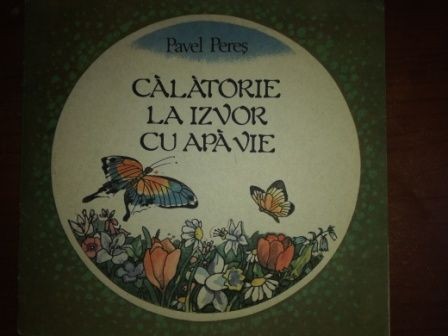 Pavel Pereș
CĂLĂTORIE
LA IZVOR
CU APĂ VIE